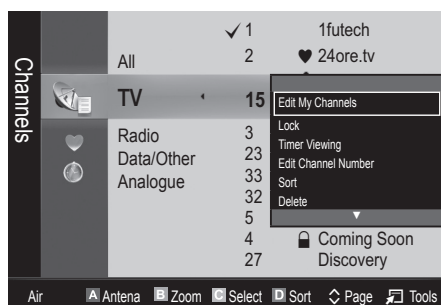 Channels
✓ 1 1futech
All 2 ♥ 24ore.tv
TV 15
Edit My Channels
Lock
Timer Viewing
Edit Channel Number
Sort
Delete
▼
Radio 3
Data/Other 23
Analogue 33
32
5
4 Coming Soon
27 Discovery
Air A Antena B Zoom C Select D Sort Page Tools